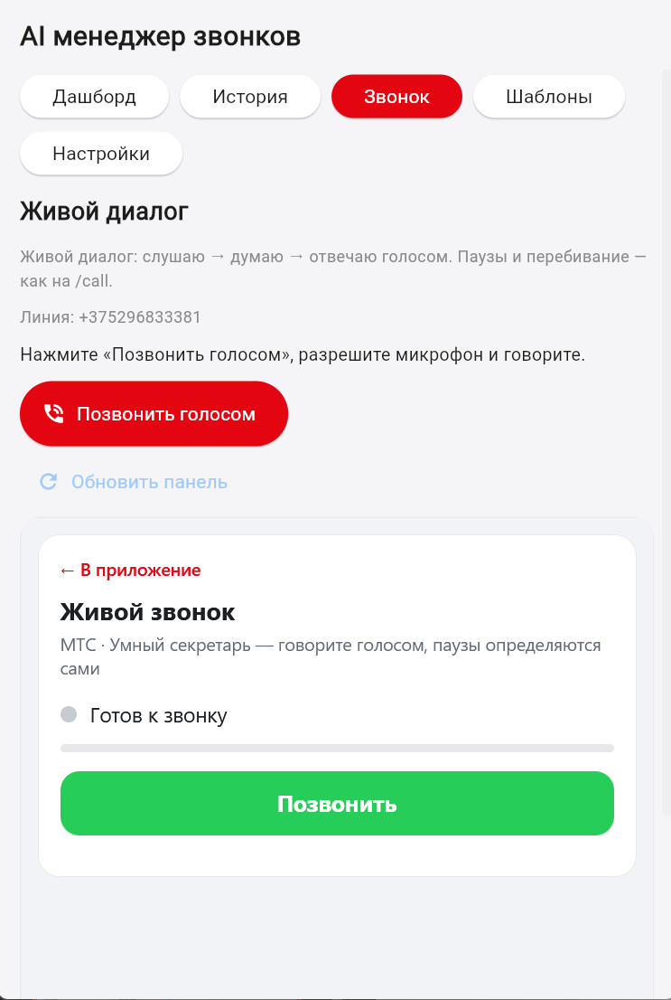 AI менеджер звонков
Дашборд
История
Звонок
Шаблоны
Настройки
Живой диалог
Живой диалог: слушаю → думаю → отвечаю голосом. Паузы и перебивание —
как на /call.
Линия: +375296833381
Нажмите «Позвонить голосом», разрешите микрофон и говорите.
Позвонить голосом
Обновить панель
← В приложение
Живой звонок
МТС · Умный секретарь — говорите голосом, паузы определяются
сами
Готов к звонку
Позвонить